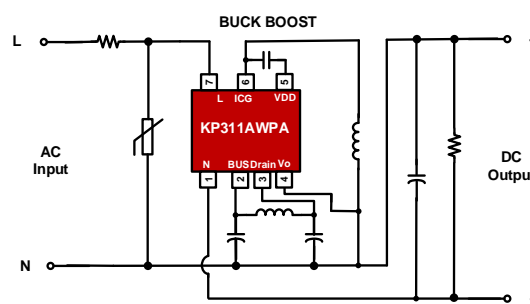 BUCK BOOST
L
7
6
5
L
ICG
VDD
KP311AWPA
AC
Input
DC
Output
N
BUS
Drain
Vo
1
2
3
4
N